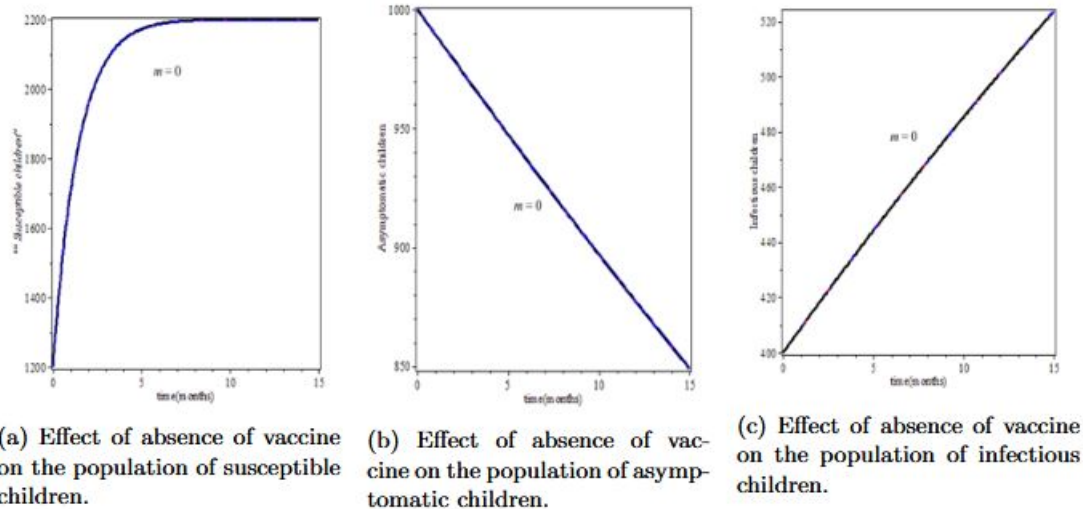 2200
2000
1800
1600
1400
1200
"" Susceptible children"
m = 0
0
5
10
15
time(months)
1000
950
900
850
Asymptomatic children
m = 0
0
5
10
15
time(months)
520
500
480
460
440
420
400
Infectious children
m = 0
0
5
10
15
time(months)
(a) Effect of absence of vaccine
on the population of susceptible
children.
(b) Effect of absence of vac-
cine on the population of asymp-
tomatic children.
(c) Effect of absence of vaccine
on the population of infectious
children.